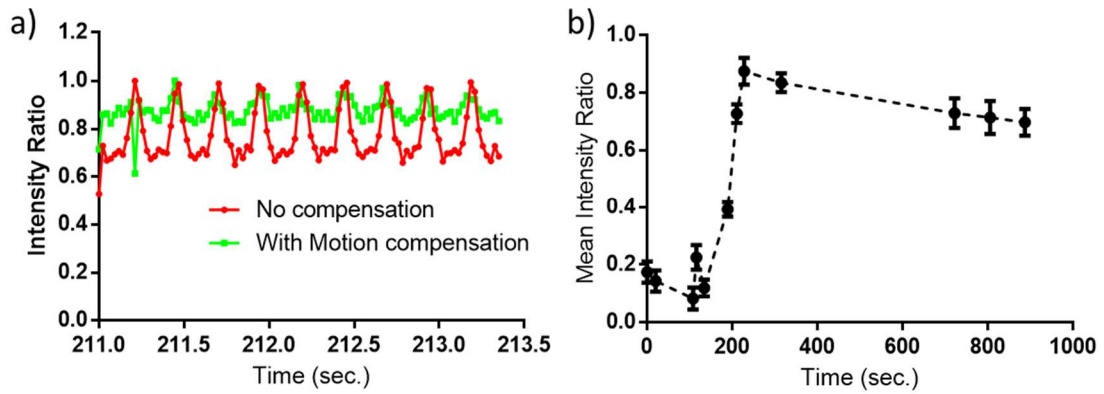 a)
Intensity Ratio
1.2
1.0
0.8
0.6
0.4
0.2
0.0
No compensation
With Motion compensation
211.0 211.5 212.0 212.5 213.0 213.5
Time (sec.)
b)
Mean Intensity Ratio
1.0
0.8
0.6
0.4
0.2
0.0
0 200 400 600 800 1000
Time (sec.)